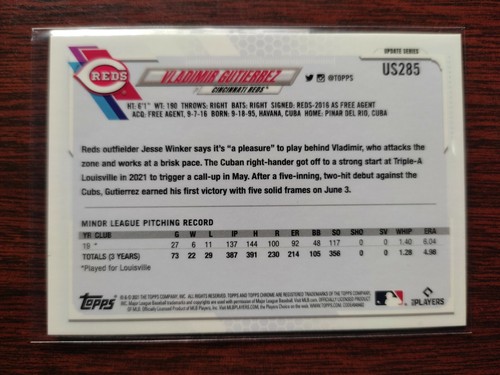 UPDATE SERIES
REDS
VLADIMIR GUTIERREZ
@TOPPS
US285
P CINCINNATI REDS®
HT: 6'1" WT: 190 THROWS: RIGHT BATS: RIGHT SIGNED: REDS-2016 AS FREE AGENT
ACQ: FREE AGENT, 9-7-16 BORN: 9-18-95, HAVANA, CUBA HOME: PINAR DEL RIO, CUBA
Reds outfielder Jesse Winker says it's "a pleasure" to play behind Vladimir, who attacks the
zone and works at a brisk pace. The Cuban right-hander got off to a strong start at Triple-A
Louisville in 2021 to trigger a call-up in May. After a five-inning, two-hit debut against the
Cubs, Gutierrez earned his first victory with five solid frames on June 3.
MINOR LEAGUE PITCHING RECORD
YR CLUB G W L IP H R ER BB SO SHO SV WHIP ERA
19 * 27 6 11 137 144 100 92 48 117 0 0 1.40 6.04
TOTALS (3 YEARS) 73 22 29 387 391 230 214 105 356 0 0 1.28 4.98
*Played for Louisville
Topps
PLAYERS